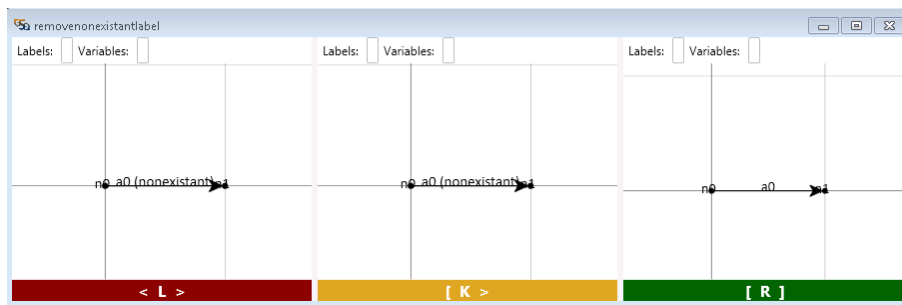 removenonexistantlabel
Labels: Variables: Labels: Variables: Labels: Variables:
n0 a0 (nonexistant) n1 n0 a0 (nonexistant) n1 n0 a0 n1
< L > [ K > [ R ]